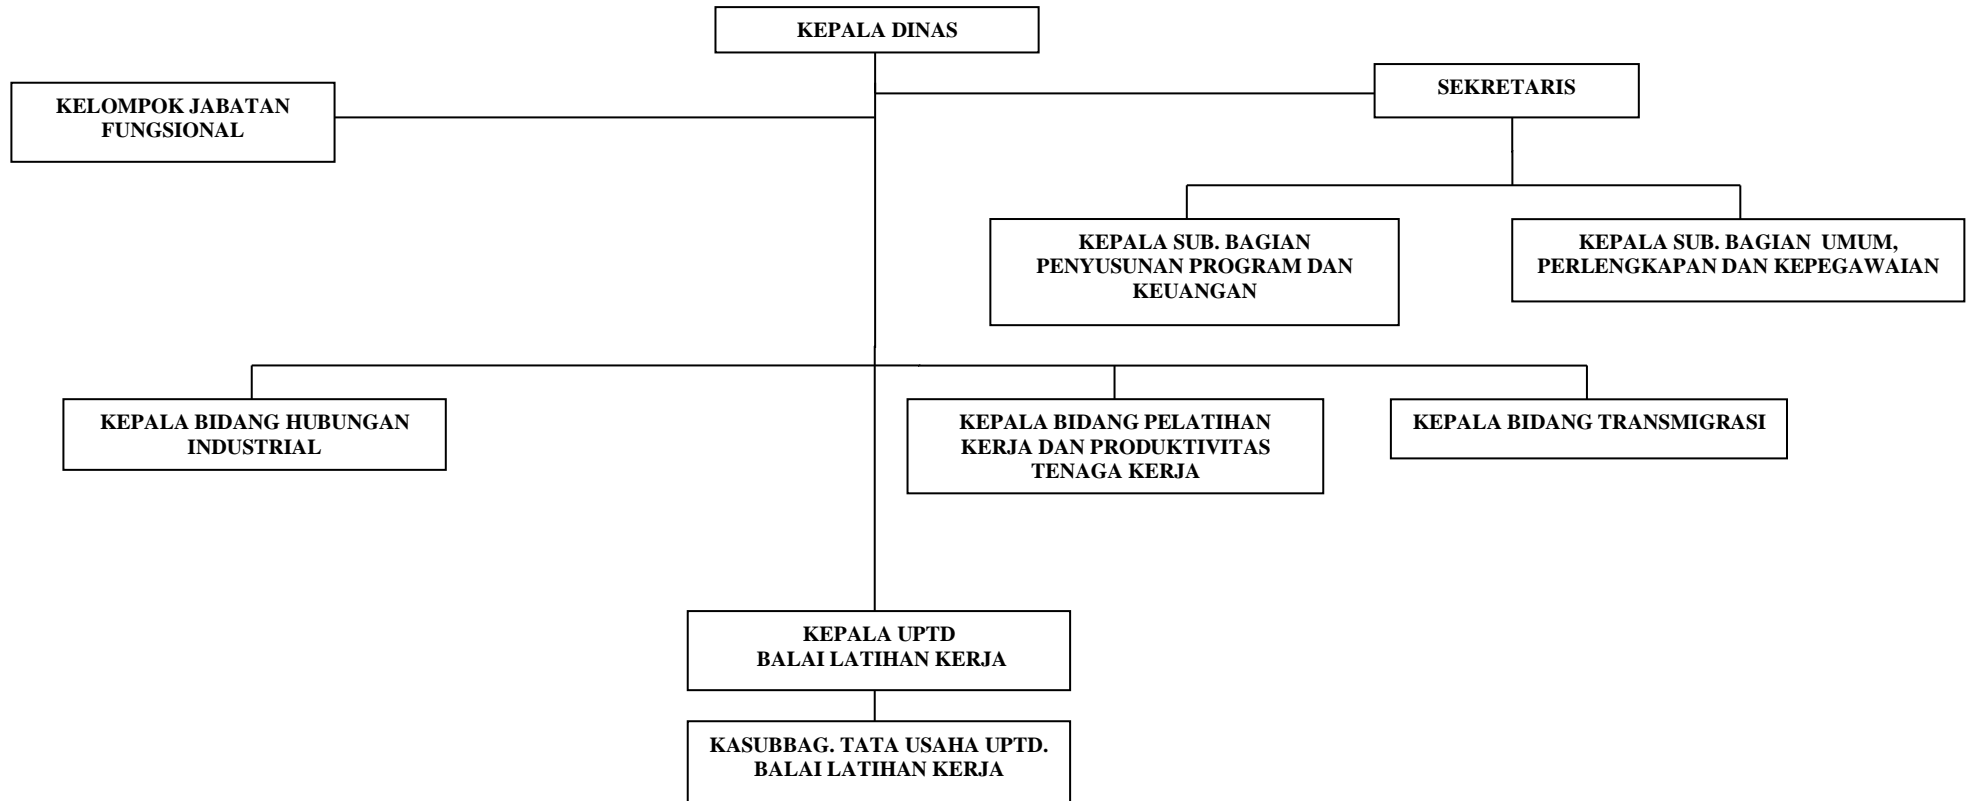 KEPALA DINAS
SEKRETARIS
KELOMPOK JABATAN
FUNGSIONAL
KEPALA SUB. BAGIAN
PENYUSUNAN PROGRAM DAN
KEUANGAN
KEPALA SUB. BAGIAN UMUM,
PERLENGKAPAN DAN KEPEGAWAIAN
KEPALA BIDANG HUBUNGAN
INDUSTRIAL
KEPALA BIDANG PELATIHAN
KERJA DAN PRODUKTIVITAS
TENAGA KERJA
KEPALA BIDANG TRANSMIGRASI
KEPALA UPTD
BALAI LATIHAN KERJA
KASUBBAG. TATA USAHA UPTD.
BALAI LATIHAN KERJA